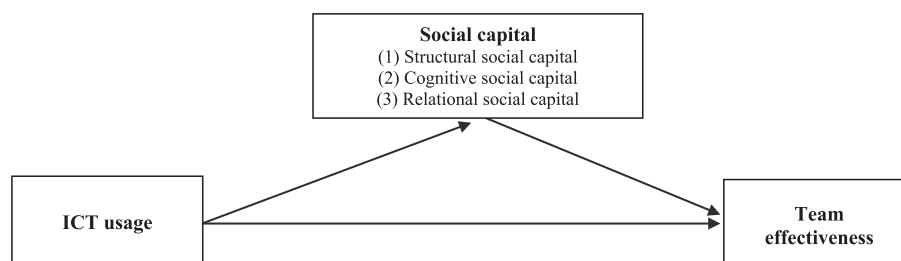 Social capital
(1) Structural social capital
(2) Cognitive social capital
(3) Relational social capital
ICT usage
Team
effectiveness